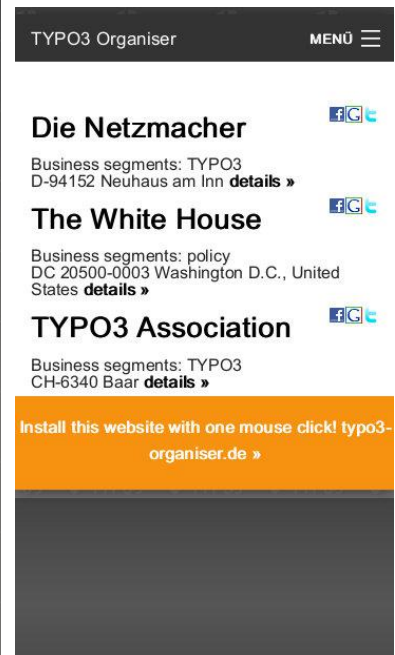 TYPO3 Organiser
MENÜ
Die Netzmacher
Business segments: TYPO3
D-94152 Neuhaus am Inn details »
The White House
Business segments: policy
DC 20500-0003 Washington D.C., United
States details »
TYPO3 Association
Business segments: TYPO3
CH-6340 Baar details »
Install this website with one mouse click! typo3-
organiser.de »